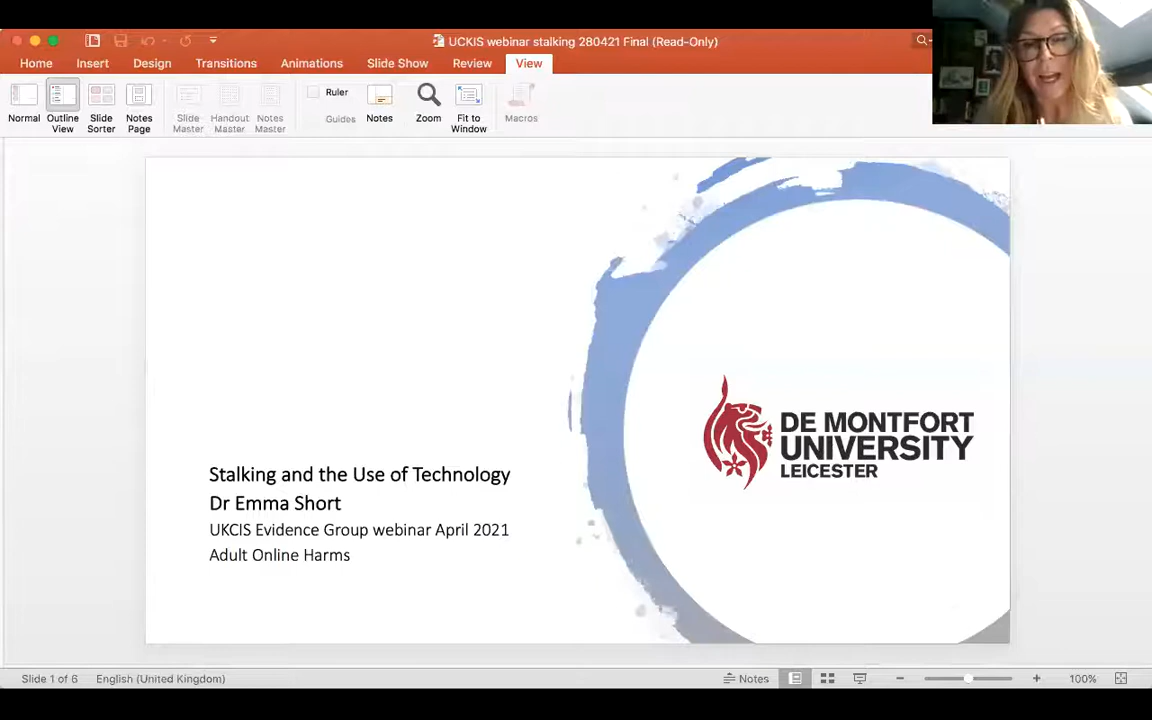 UCKIS webinar stalking 280421 Final (Read-Only)
Home Insert Design Transitions Animations Slide Show Review View
Normal
Outline View
Slide Sorter
Notes Page
Slide Master
Handout Master
Notes Master
Ruler
Guides
Notes
Zoom
Fit to Window
Macros
DE MONTFORT
UNIVERSITY
LEICESTER
Stalking and the Use of Technology
Dr Emma Short
UKCIS Evidence Group webinar April 2021
Adult Online Harms
Slide 1 of 6 English (United Kingdom) Notes 100%